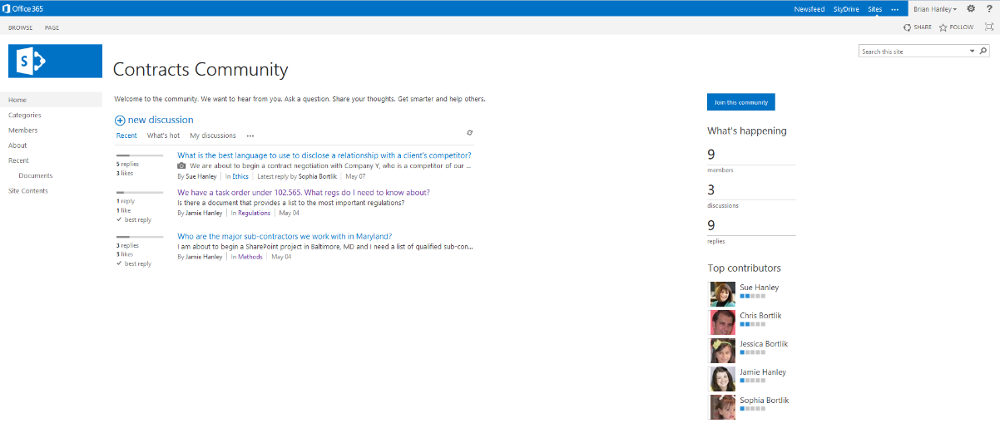 Office 365
Newsfeed SkyDrive Sites ••• Brian Hanley ?
BROWSE PAGE
SHARE FOLLOW
S
Search this site
Contracts Community
Home
Categories
Members
About
Recent
Documents
Site Contents
Welcome to the community. We want to hear from you. Ask a question. Share your thoughts. Get smarter and help others.
new discussion
Recent What's hot My discussions •••
5 replies
3 likes
What is the best language to use to disclose a relationship with a client's competitor?
We are about to begin a contract negotiation with Company Y, who is a competitor of our ...
By Sue Hanley In Ethics Latest reply by Sophia Bortlik May 07
1 reply
1 like
best reply
We have a task order under 102.565. What regs do I need to know about?
Is there a document that provides a list to the most important regulations?
By Jamie Hanley In Regulations May 04
3 replies
3 likes
best reply
Who are the major sub-contractors we work with in Maryland?
I am about to begin a SharePoint project in Baltimore, MD and I need a list of qualified sub-con...
By Jamie Hanley In Methods May 04
Join this community
What's happening
9
members
3
discussions
9
replies
Top contributors
Sue Hanley
Chris Bortlik
Jessica Bortlik
Jamie Hanley
Sophia Bortlik